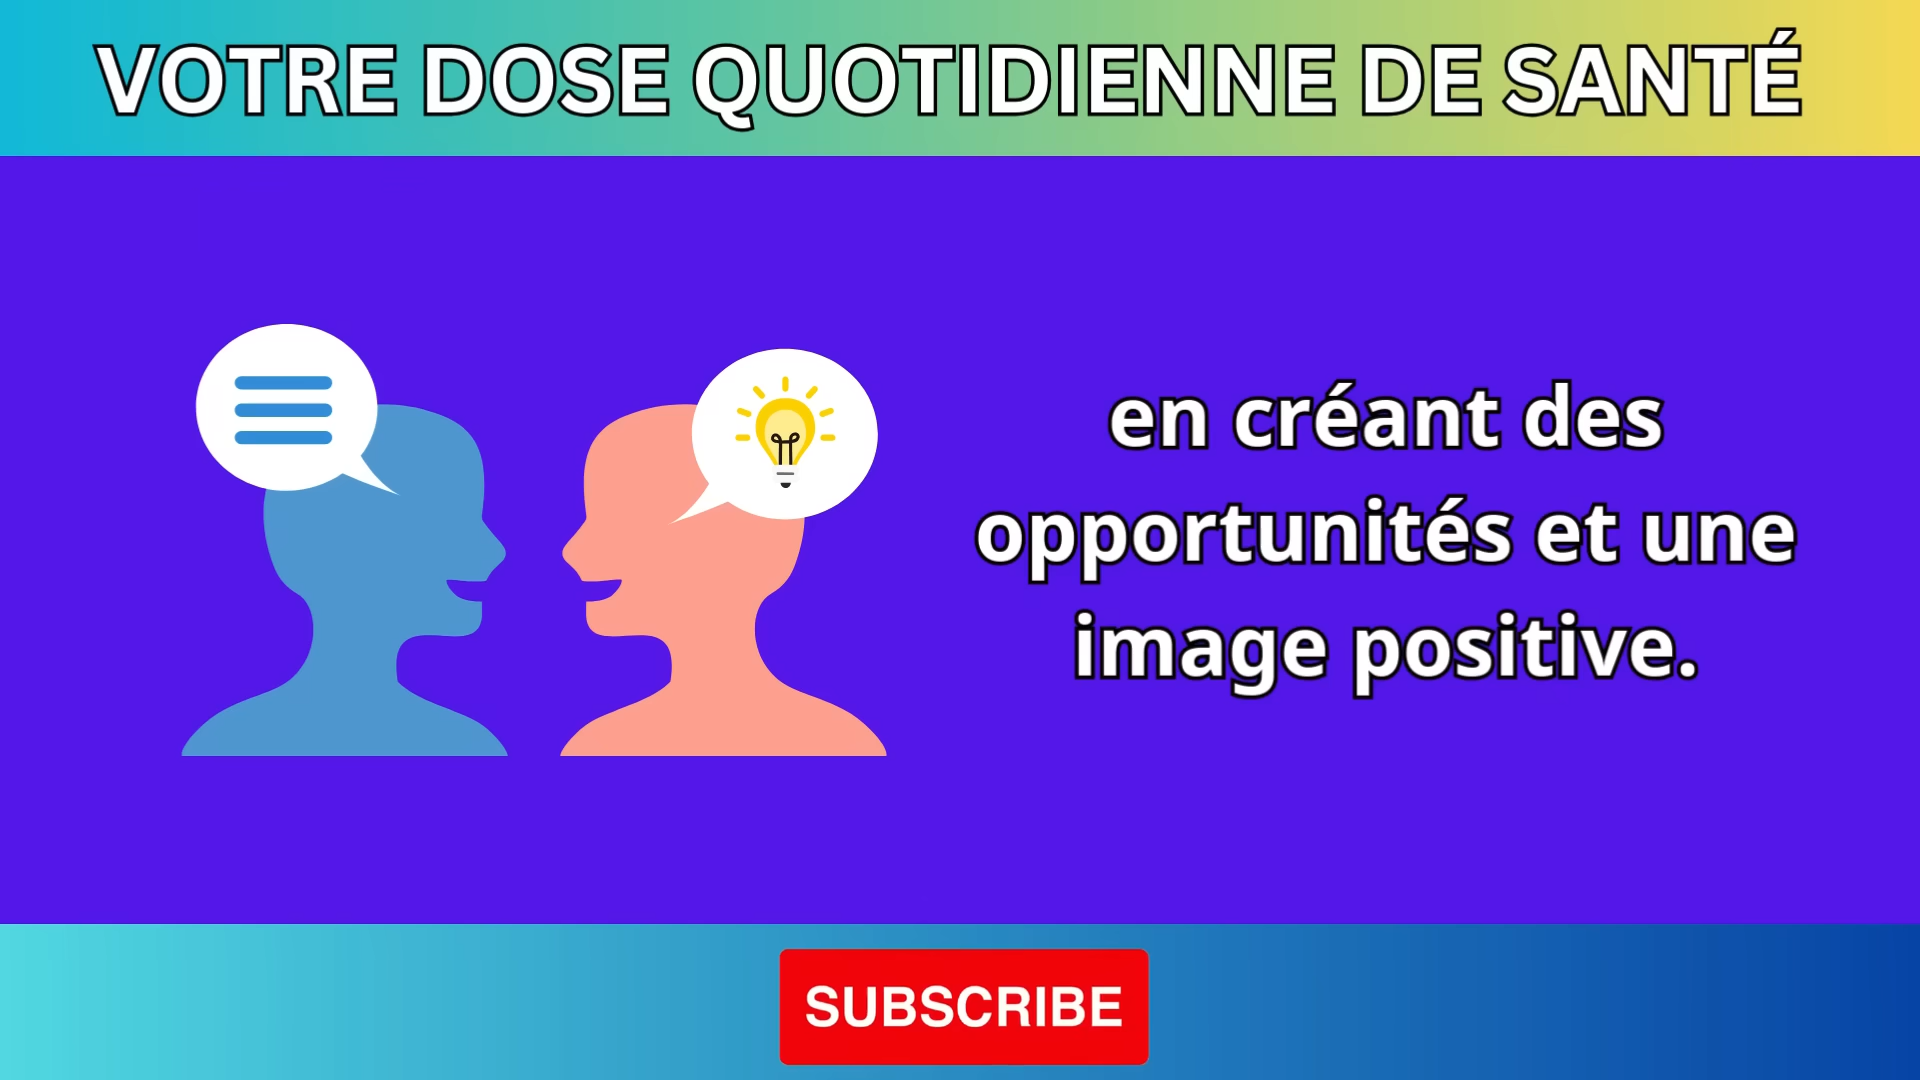 VOTRE DOSE QUOTIDIENNE DE SANTÉ
en créant des
opportunités et une
image positive.
SUBSCRIBE